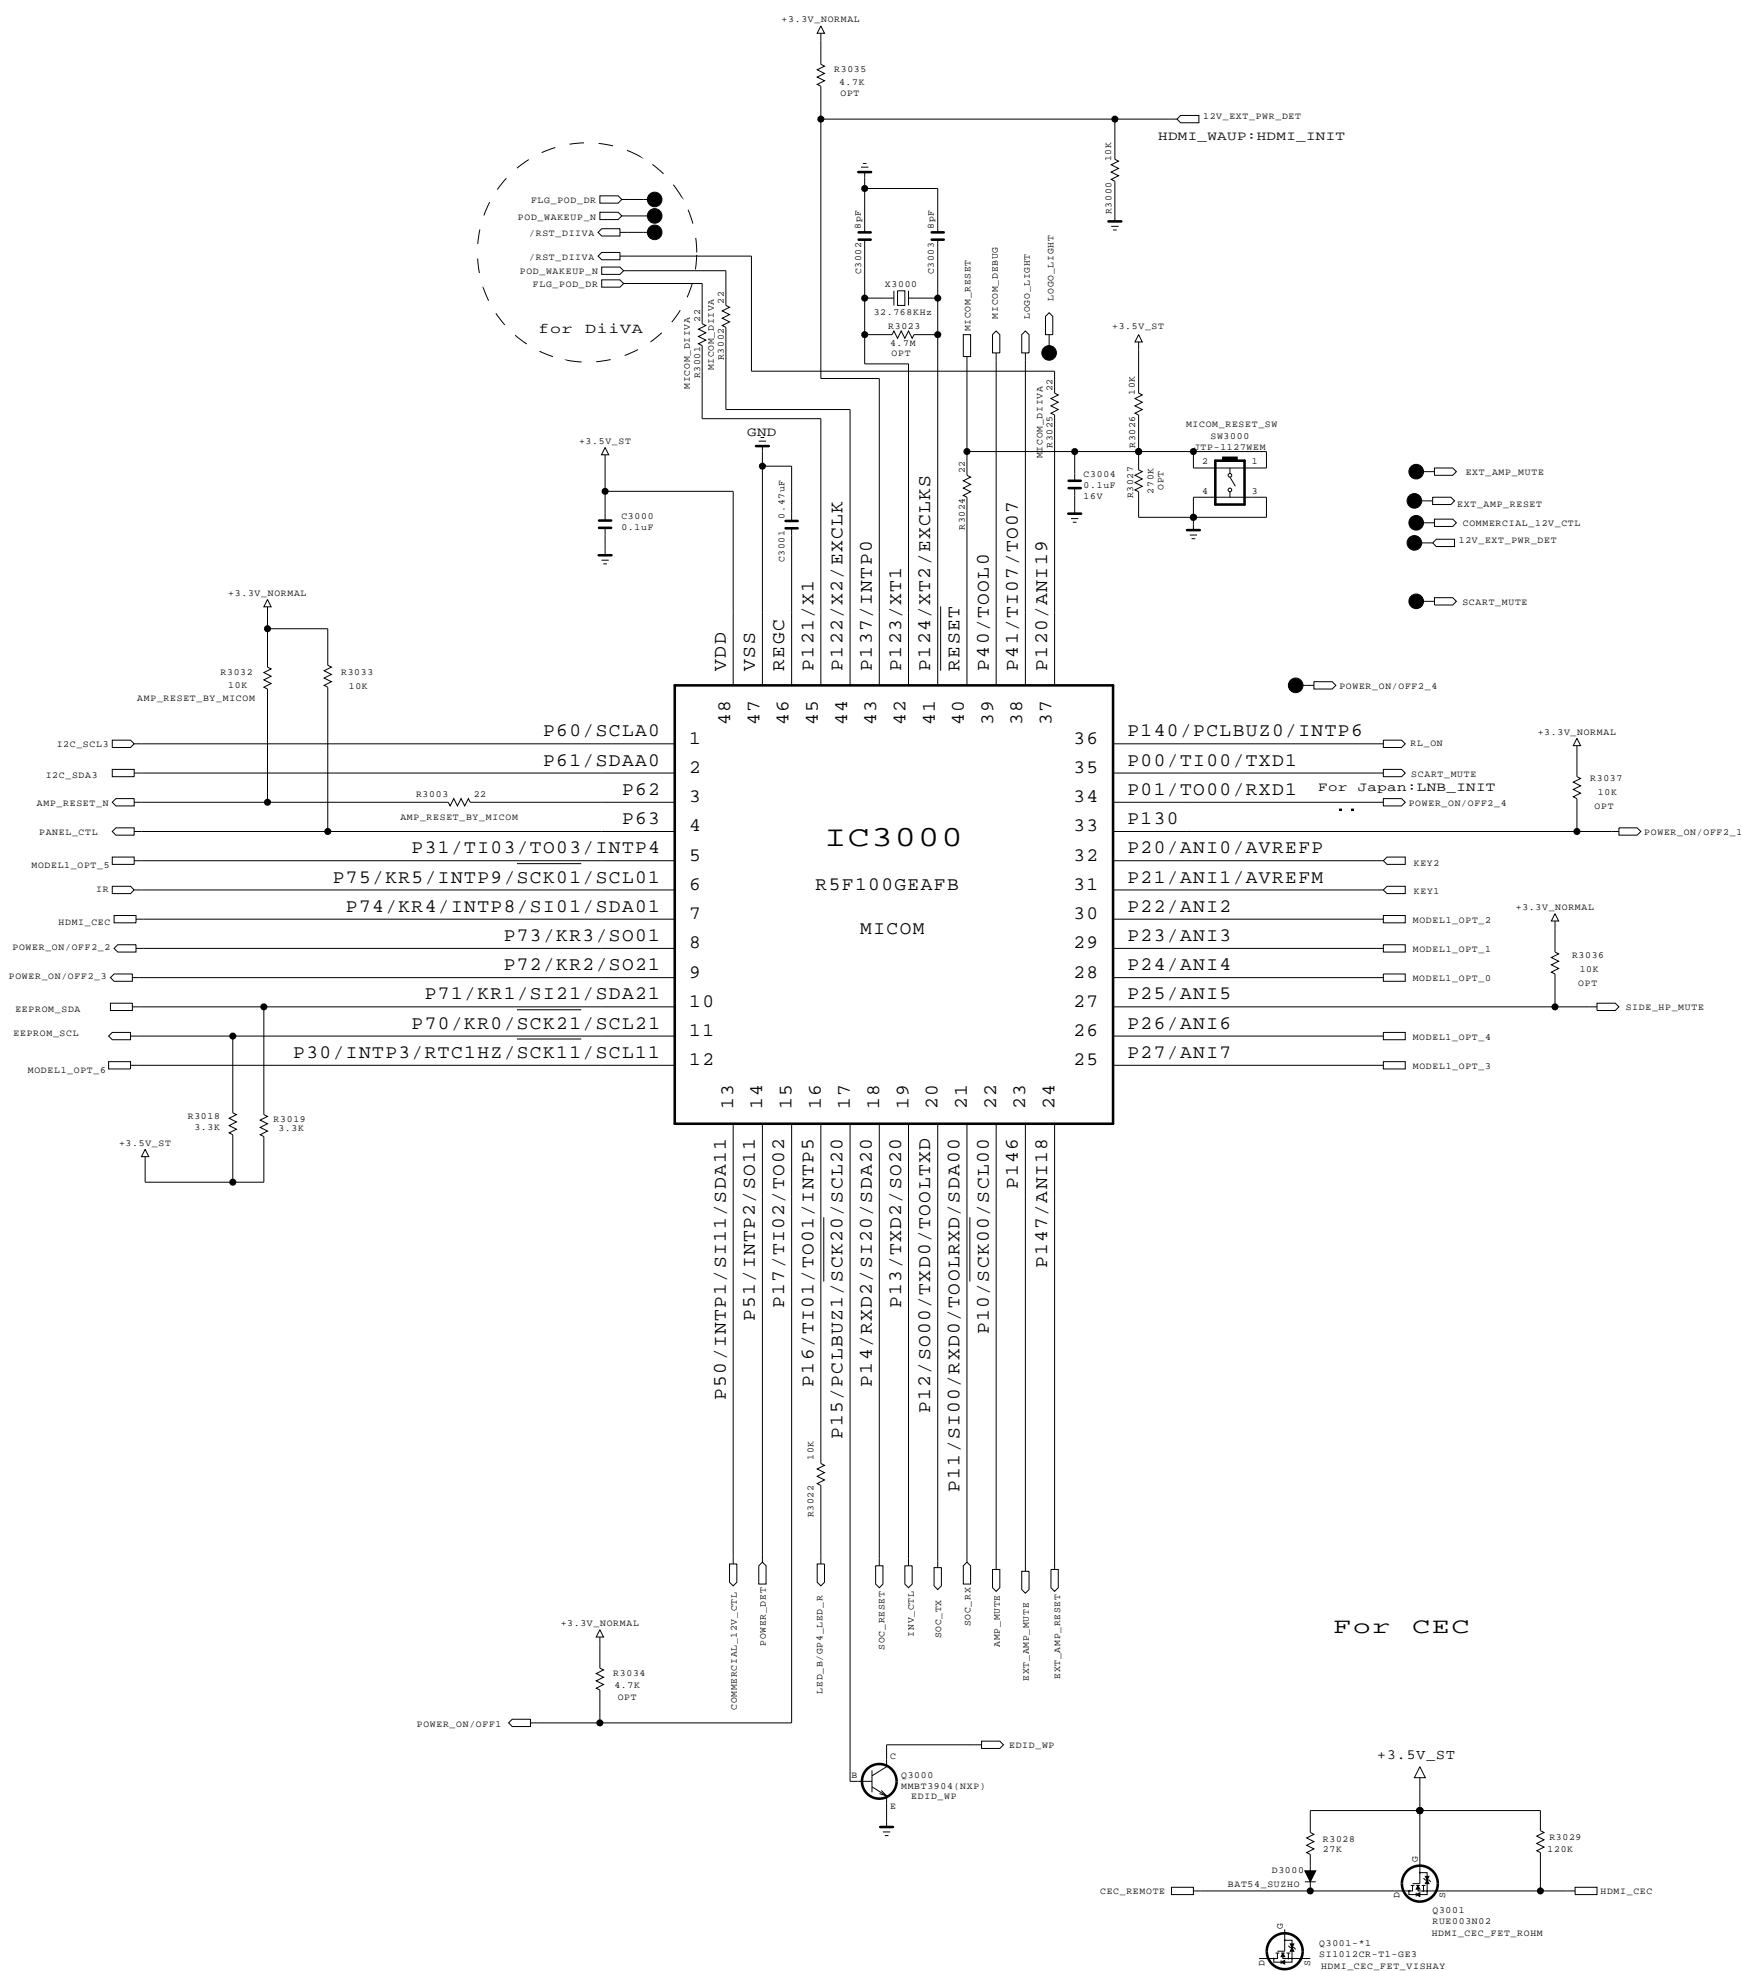 +3.3V_NORMAL
R3035
4.7K
OPT
12V_EXT_PWR_DET
HDMI_WAUP:HDMI_INIT
10K
R3000
FLG_POD_DR
POD_WAKEUP_N
/RST_DIIVA
/RST_DIIVA
POD_WAKEUP_N
FLG_POD_DR
for DiiVA
MICOM_DIIVA
R3001 22
MICOM_DIIVA
R3002 22
C3002 8pF
C3003 8pF
X3000
32.768KHz
R3023
4.7M
OPT
MICOM_RESET
MICOM_DEBUG
LOGO_LIGHT
LOGO_LIGHT
+3.5V_ST
MICOM_DIIVA
R3025 22
R3026 10K
MICOM_RESET_SW
SW3000
JTP-1127WEM
2 1
4 3
R3024 22
C3004
0.1uF
16V
R3027
270K
OPT
GND
+3.5V_ST
C3000
0.1uF
C3001 0.47uF
EXT_AMP_MUTE
EXT_AMP_RESET
COMMERCIAL_12V_CTL
12V_EXT_PWR_DET
SCART_MUTE
POWER_ON/OFF2_4
VDD
VSS
REGC
P121/X1
P122/X2/EXCLK
P137/INTP0
P123/XT1
P124/XT2/EXCLKS
RESET
P40/TOOL0
P41/TI07/TO07
P120/ANI19
48 47 46 45 44 43 42 41 40 39 38 37
+3.3V_NORMAL
R3032
10K
AMP_RESET_BY_MICOM
R3033
10K
I2C_SCL3 P60/SCLA0 1
I2C_SDA3 P61/SDAA0 2
AMP_RESET_N R3003 22 P62 3
AMP_RESET_BY_MICOM
PANEL_CTL P63 4
MODEL1_OPT_5 P31/TI03/TO03/INTP4 5
IR P75/KR5/INTP9/SCK01/SCL01 6
HDMI_CEC P74/KR4/INTP8/SI01/SDA01 7
POWER_ON/OFF2_2 P73/KR3/SO01 8
POWER_ON/OFF2_3 P72/KR2/SO21 9
EEPROM_SDA P71/KR1/SI21/SDA21 10
EEPROM_SCL P70/KR0/SCK21/SCL21 11
MODEL1_OPT_6 P30/INTP3/RTC1HZ/SCK11/SCL11 12
IC3000
R5F100GEAFB
MICOM
36 P140/PCLBUZ0/INTP6 RL_ON
35 P00/TI00/TXD1 SCART_MUTE
For Japan:LNB_INIT
34 P01/TO00/RXD1 POWER_ON/OFF2_4
33 P130 POWER_ON/OFF2_1
32 P20/ANI0/AVREFP KEY2
31 P21/ANI1/AVREFM KEY1
30 P22/ANI2 MODEL1_OPT_2
29 P23/ANI3 MODEL1_OPT_1
28 P24/ANI4 MODEL1_OPT_0
27 P25/ANI5 SIDE_HP_MUTE
26 P26/ANI6 MODEL1_OPT_4
25 P27/ANI7 MODEL1_OPT_3
+3.3V_NORMAL
R3037
10K
OPT
+3.3V_NORMAL
R3036
10K
OPT
R3018
3.3K
R3019
3.3K
+3.5V_ST
13 14 15 16 17 18 19 20 21 22 23 24
P50/INTP1/SI11/SDA11
P51/INTP2/SO11
P17/TI02/TO02
P16/TI01/TO01/INTP5
P15/PCLBUZ1/SCK20/SCL20
P14/RXD2/SI20/SDA20
P13/TXD2/SO20
P12/SO00/TXD0/TOOLTXD
P11/SI00/RXD0/TOOLRXD/SDA00
P10/SCK00/SCL00
P146
P147/ANI18
R3022 10K
COMMERCIAL_12V_CTL
POWER_DET
LED_B/GP4_LED_R
SOC_RESET
INV_CTL
SOC_TX
SOC_RX
AMP_MUTE
EXT_AMP_MUTE
EXT_AMP_RESET
+3.3V_NORMAL
R3034
4.7K
OPT
POWER_ON/OFF1
EDID_WP
C
B
E
Q3000
MMBT3904(NXP)
EDID_WP
For CEC
+3.5V_ST
R3028
27K
D3000
BAT54_SUZHO
R3029
120K
CEC_REMOTE
HDMI_CEC
G
D
S
Q3001
RUE003N02
HDMI_CEC_FET_ROHM
G
D
S
Q3001-*1
SI1012CR-T1-GE3
HDMI_CEC_FET_VISHAY